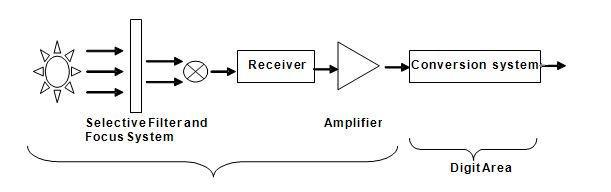 Receiver
Conversion system
Selective Filter and
Focus System
Amplifier
Digit Area